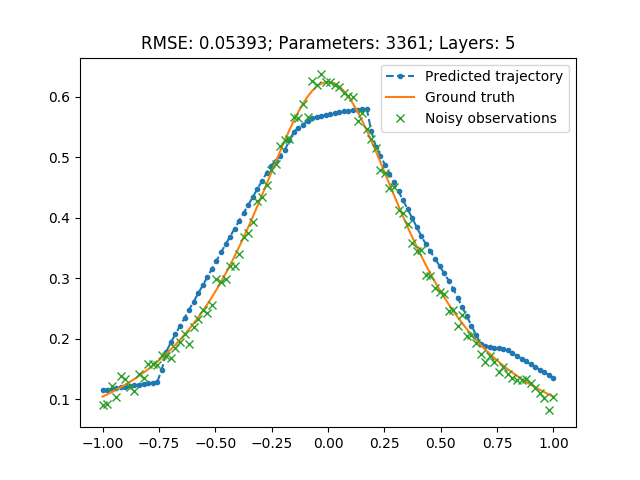 RMSE: 0.05393; Parameters: 3361; Layers: 5
Predicted trajectory
Ground truth
Noisy observations
0.6
0.5
0.4
0.3
0.2
0.1
−1.00 −0.75 −0.50 −0.25 0.00 0.25 0.50 0.75 1.00